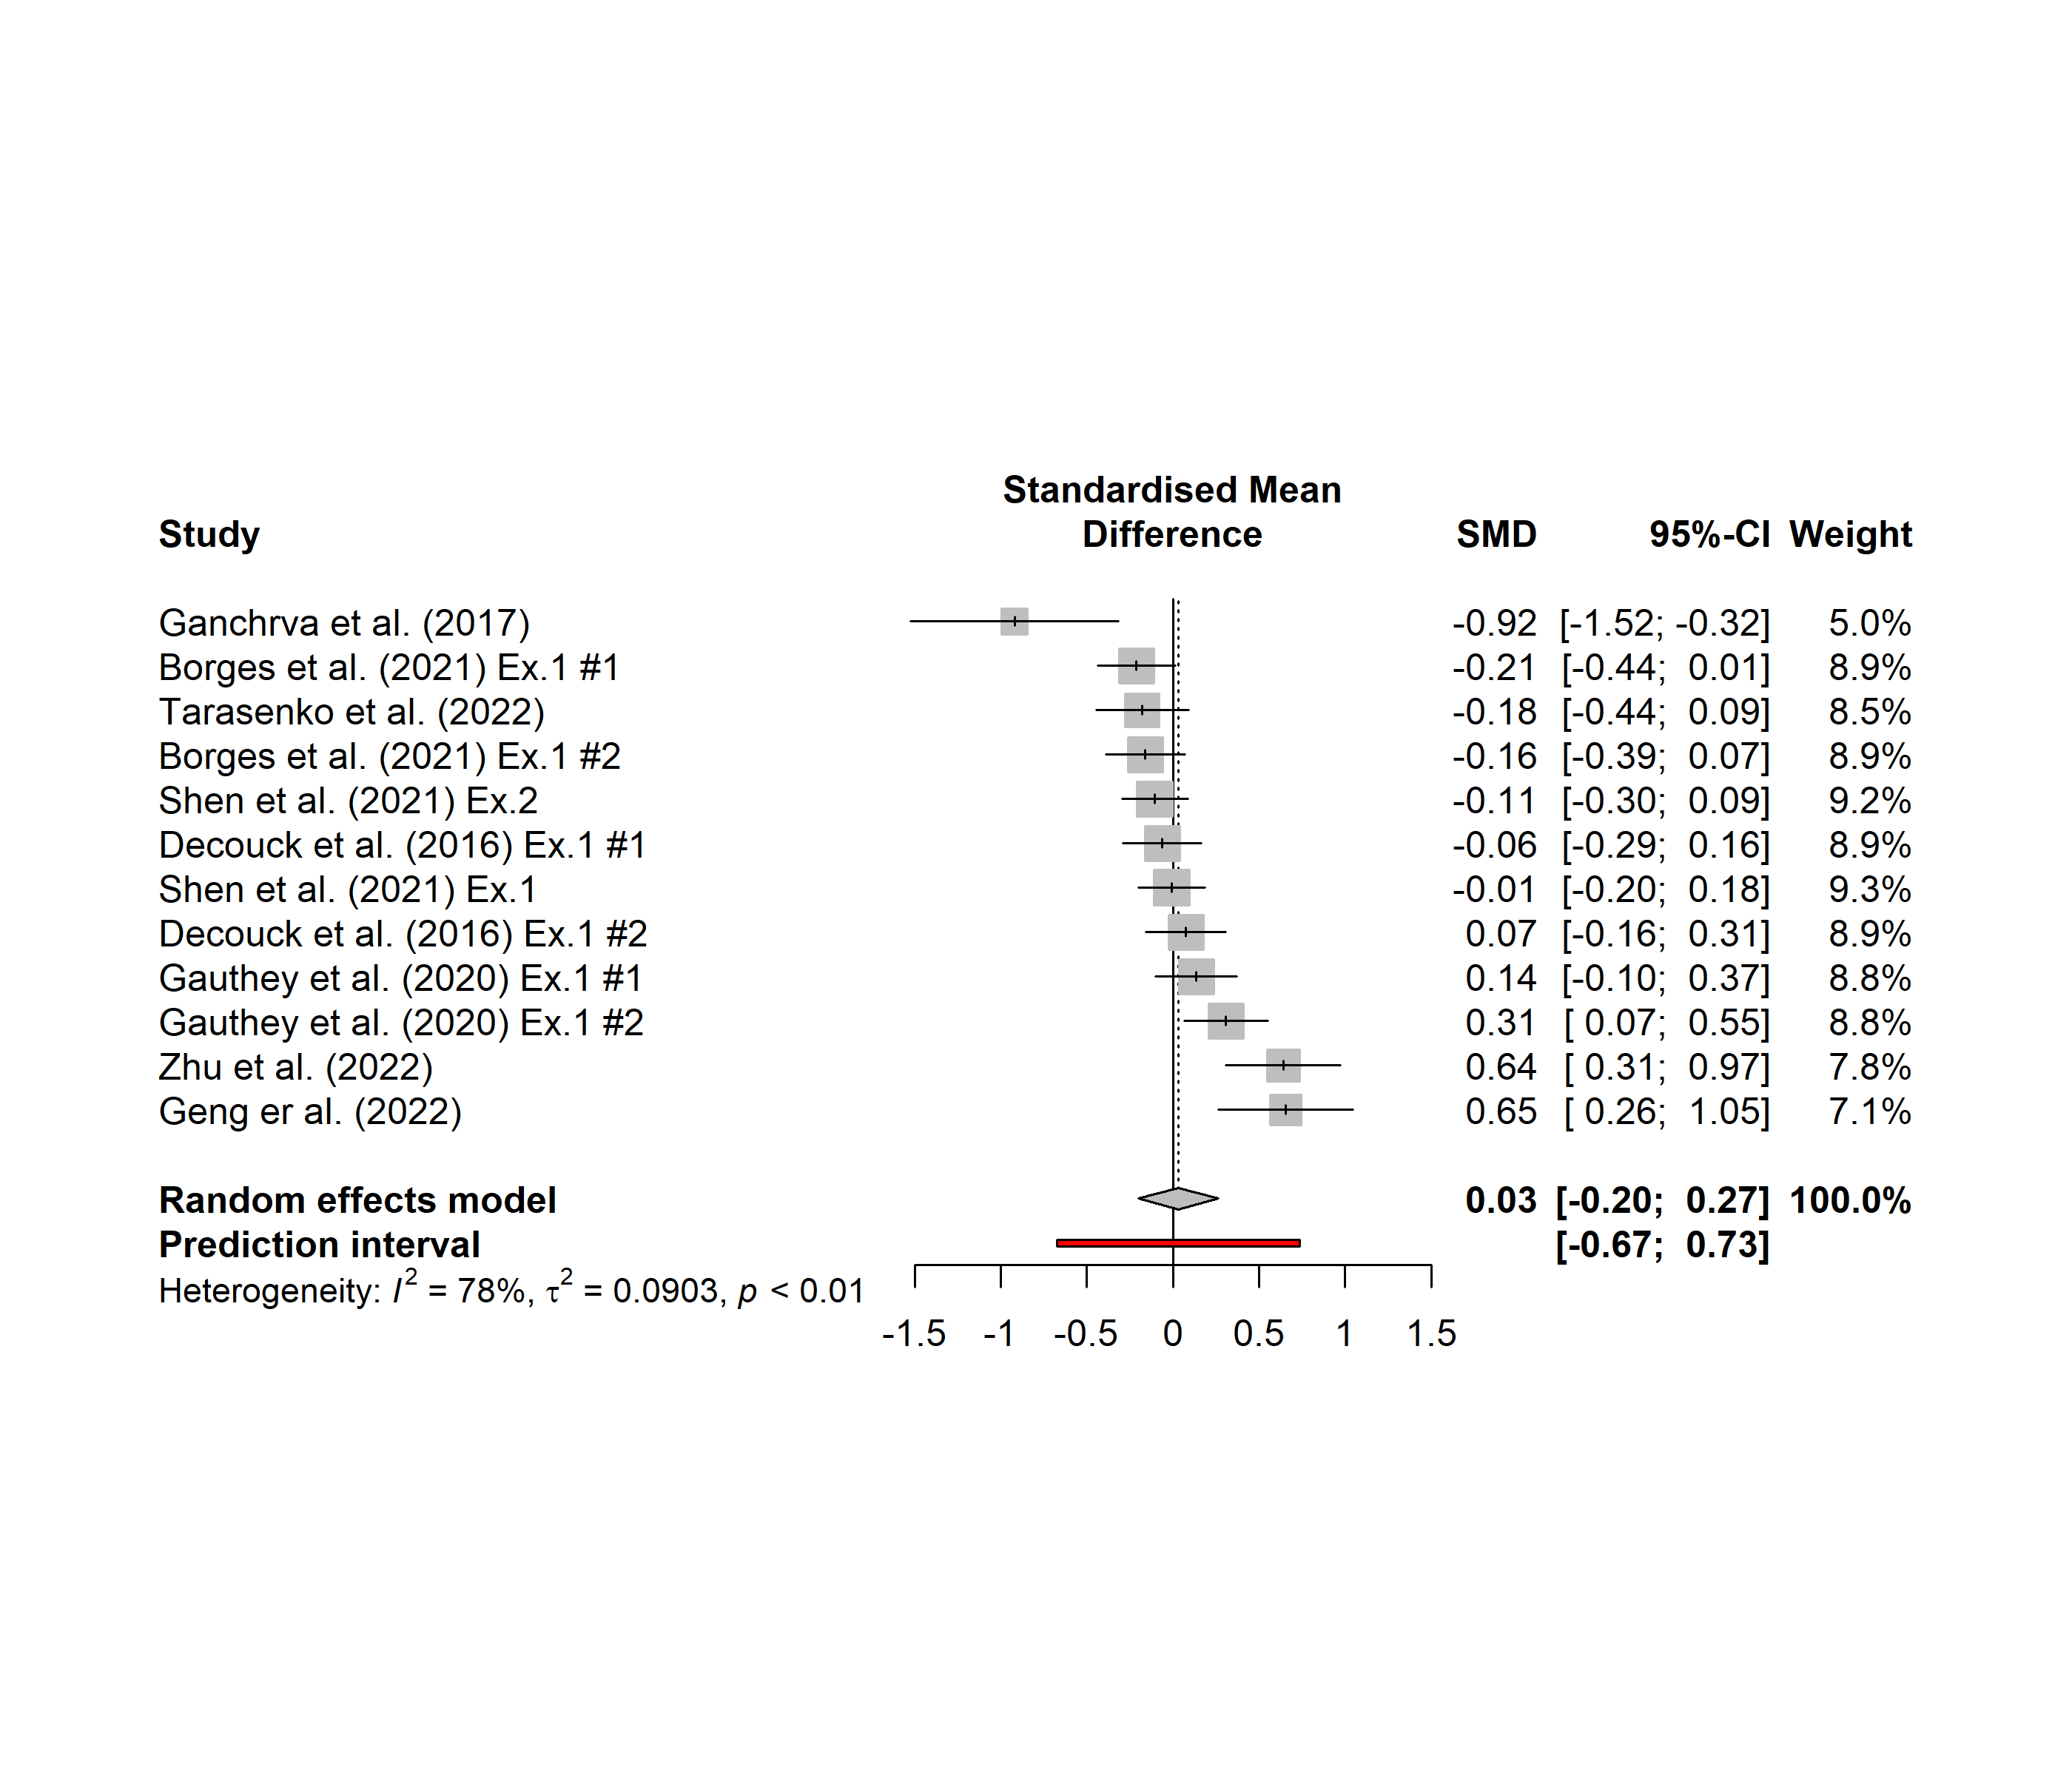 Standardised Mean
Study Difference SMD 95%-CI Weight
Ganchrva et al. (2017) -0.92 [-1.52; -0.32] 5.0%
Borges et al. (2021) Ex.1 #1 -0.21 [-0.44; 0.01] 8.9%
Tarasenko et al. (2022) -0.18 [-0.44; 0.09] 8.5%
Borges et al. (2021) Ex.1 #2 -0.16 [-0.39; 0.07] 8.9%
Shen et al. (2021) Ex.2 -0.11 [-0.30; 0.09] 9.2%
Decouck et al. (2016) Ex.1 #1 -0.06 [-0.29; 0.16] 8.9%
Shen et al. (2021) Ex.1 -0.01 [-0.20; 0.18] 9.3%
Decouck et al. (2016) Ex.1 #2 0.07 [-0.16; 0.31] 8.9%
Gauthey et al. (2020) Ex.1 #1 0.14 [-0.10; 0.37] 8.8%
Gauthey et al. (2020) Ex.1 #2 0.31 [ 0.07; 0.55] 8.8%
Zhu et al. (2022) 0.64 [ 0.31; 0.97] 7.8%
Geng er al. (2022) 0.65 [ 0.26; 1.05] 7.1%
Random effects model 0.03 [-0.20; 0.27] 100.0%
Prediction interval [-0.67; 0.73]
Heterogeneity: I² = 78%, τ² = 0.0903, p < 0.01
-1.5 -1 -0.5 0 0.5 1 1.5